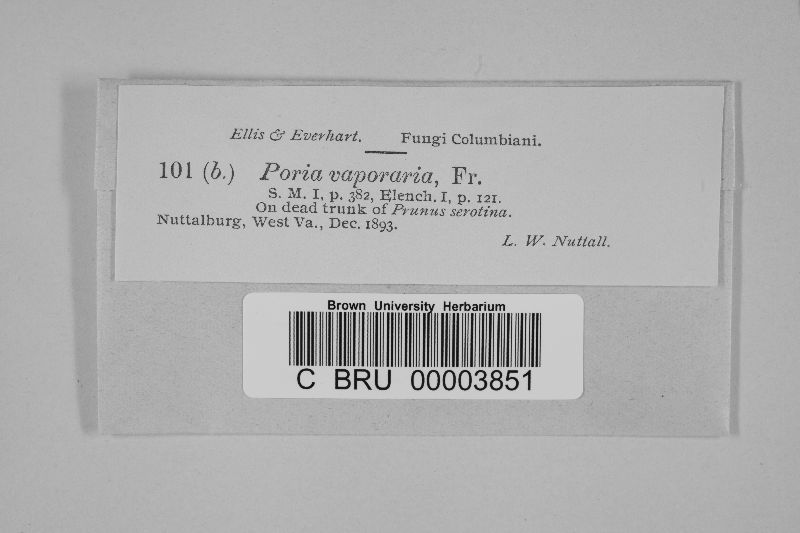 Ellis & Everhart. Fungi Columbiani.
101 (b.) Poria vaporaria, Fr.
S. M. I, p. 382, Elench. I, p. 121.
On dead trunk of Prunus serotina.
Nuttalburg, West Va., Dec. 1893.
L. W. Nuttall.
Brown University Herbarium
C BRU 00003851